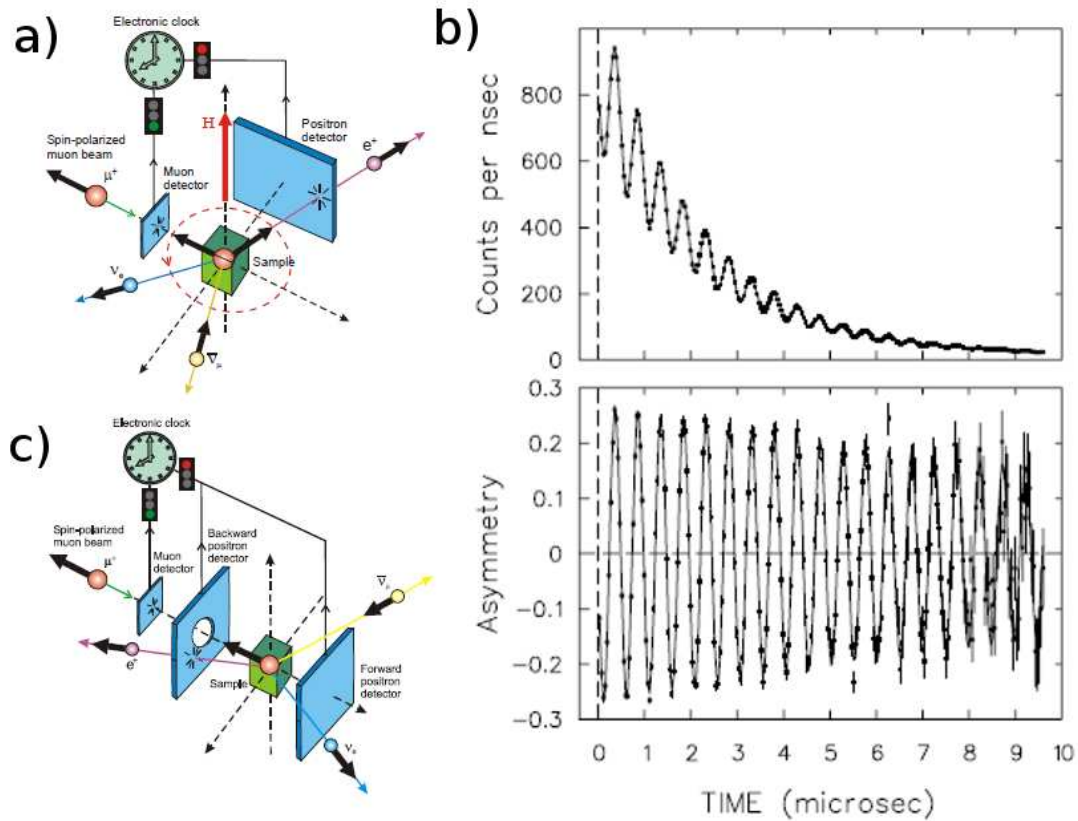 a)
Electronic clock
H
Positron
detector
e+
Spin-polarized
muon beam
μ+
Muon
detector
Sample
νe
ν̅μ
b)
Counts per nsec
800
600
400
200
0
Asymmetry
0.3
0.2
0.1
0
−0.1
−0.2
−0.3
0 1 2 3 4 5 6 7 8 9 10
TIME (microsec)
c)
Electronic clock
Spin-polarized
muon beam
μ+
Muon
detector
Backward
positron
detector
ν̅μ
e+
Sample
Forward
positron
detector
νe